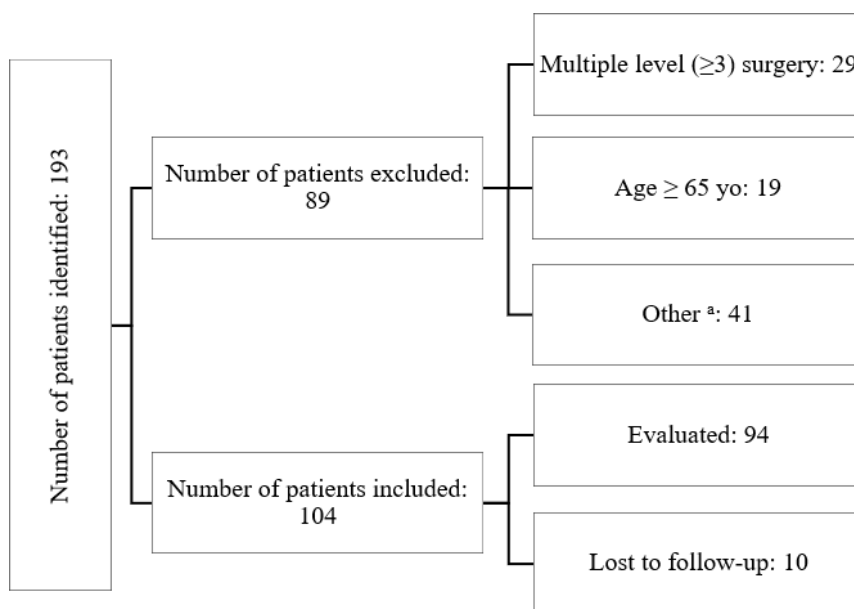 Number of patients identified: 193
Number of patients excluded:
89
Multiple level (≥3) surgery: 29
Age ≥ 65 yo: 19
Other ᵃ: 41
Number of patients included:
104
Evaluated: 94
Lost to follow-up: 10